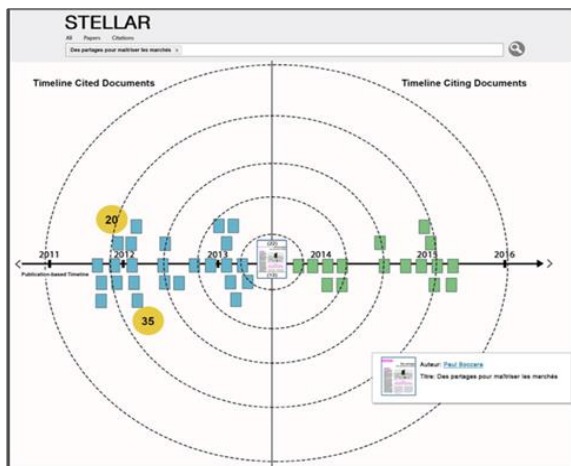 STELLAR
All Papers Citations
Des partages pour maîtriser les marchés x
Timeline Cited Documents
Timeline Citing Documents
20
2011
2012
2013
2014
2015
2016
Publication-based Timeline
35
Auteur: Paul Boccara
Titre: Des partages pour maîtriser les marchés